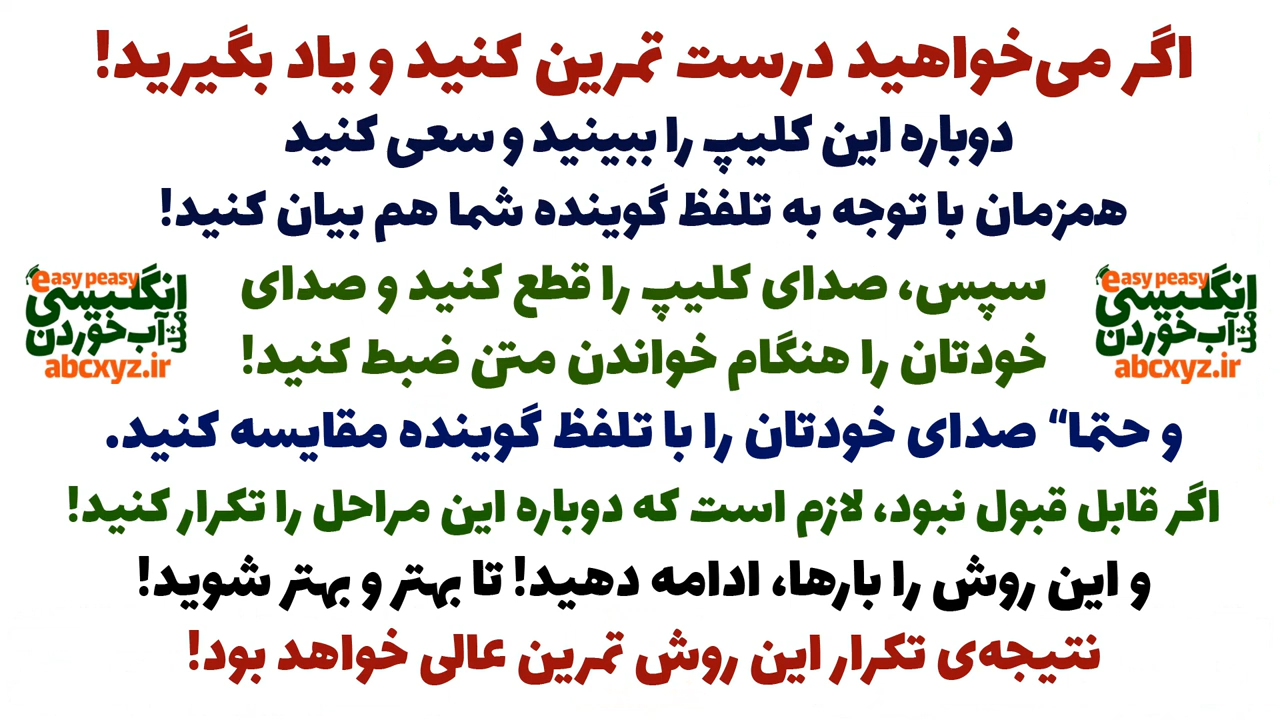 اگر می‌خواهید درست تمرین کنید و یاد بگیرید!
دوباره این کلیپ را ببینید و سعی کنید
همزمان با توجه به تلفظ گوینده شما هم بیان کنید!
سپس، صدای کلیپ را قطع کنید و صدای
خودتان را هنگام خواندن متن ضبط کنید!
و حتما“ صدای خودتان را با تلفظ گوینده مقایسه کنید.
اگر قابل قبول نبود، لازم است که دوباره این مراحل را تکرار کنید!
و این روش را بارها، ادامه دهید! تا بهتر و بهتر شوید!
نتیجه‌ی تکرار این روش تمرین عالی خواهد بود!
easy peasy
انگلیسی
مثل آب خوردن
abcxyz.ir
easy peasy
انگلیسی
مثل آب خوردن
abcxyz.ir